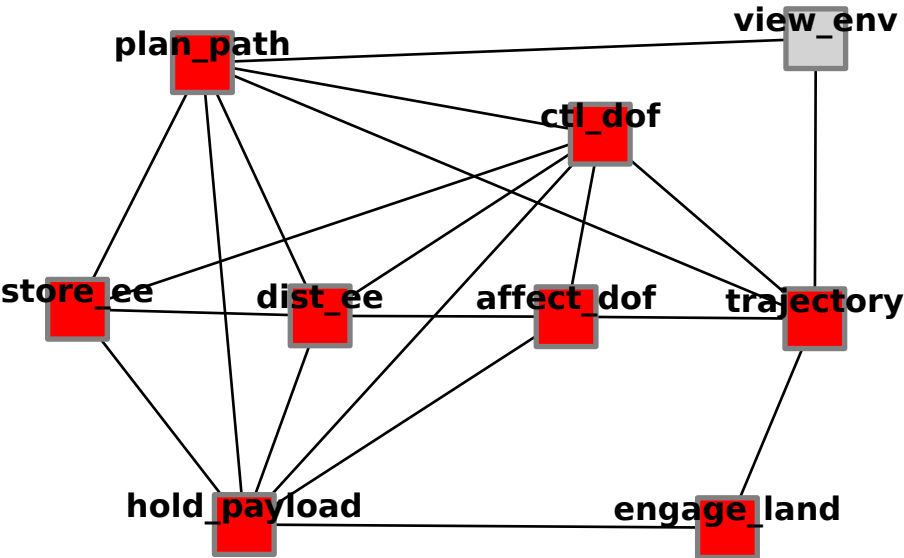 view_env
plan_path
ctl_dof
store_ee
dist_ee
affect_dof
trajectory
hold_payload
engage_land